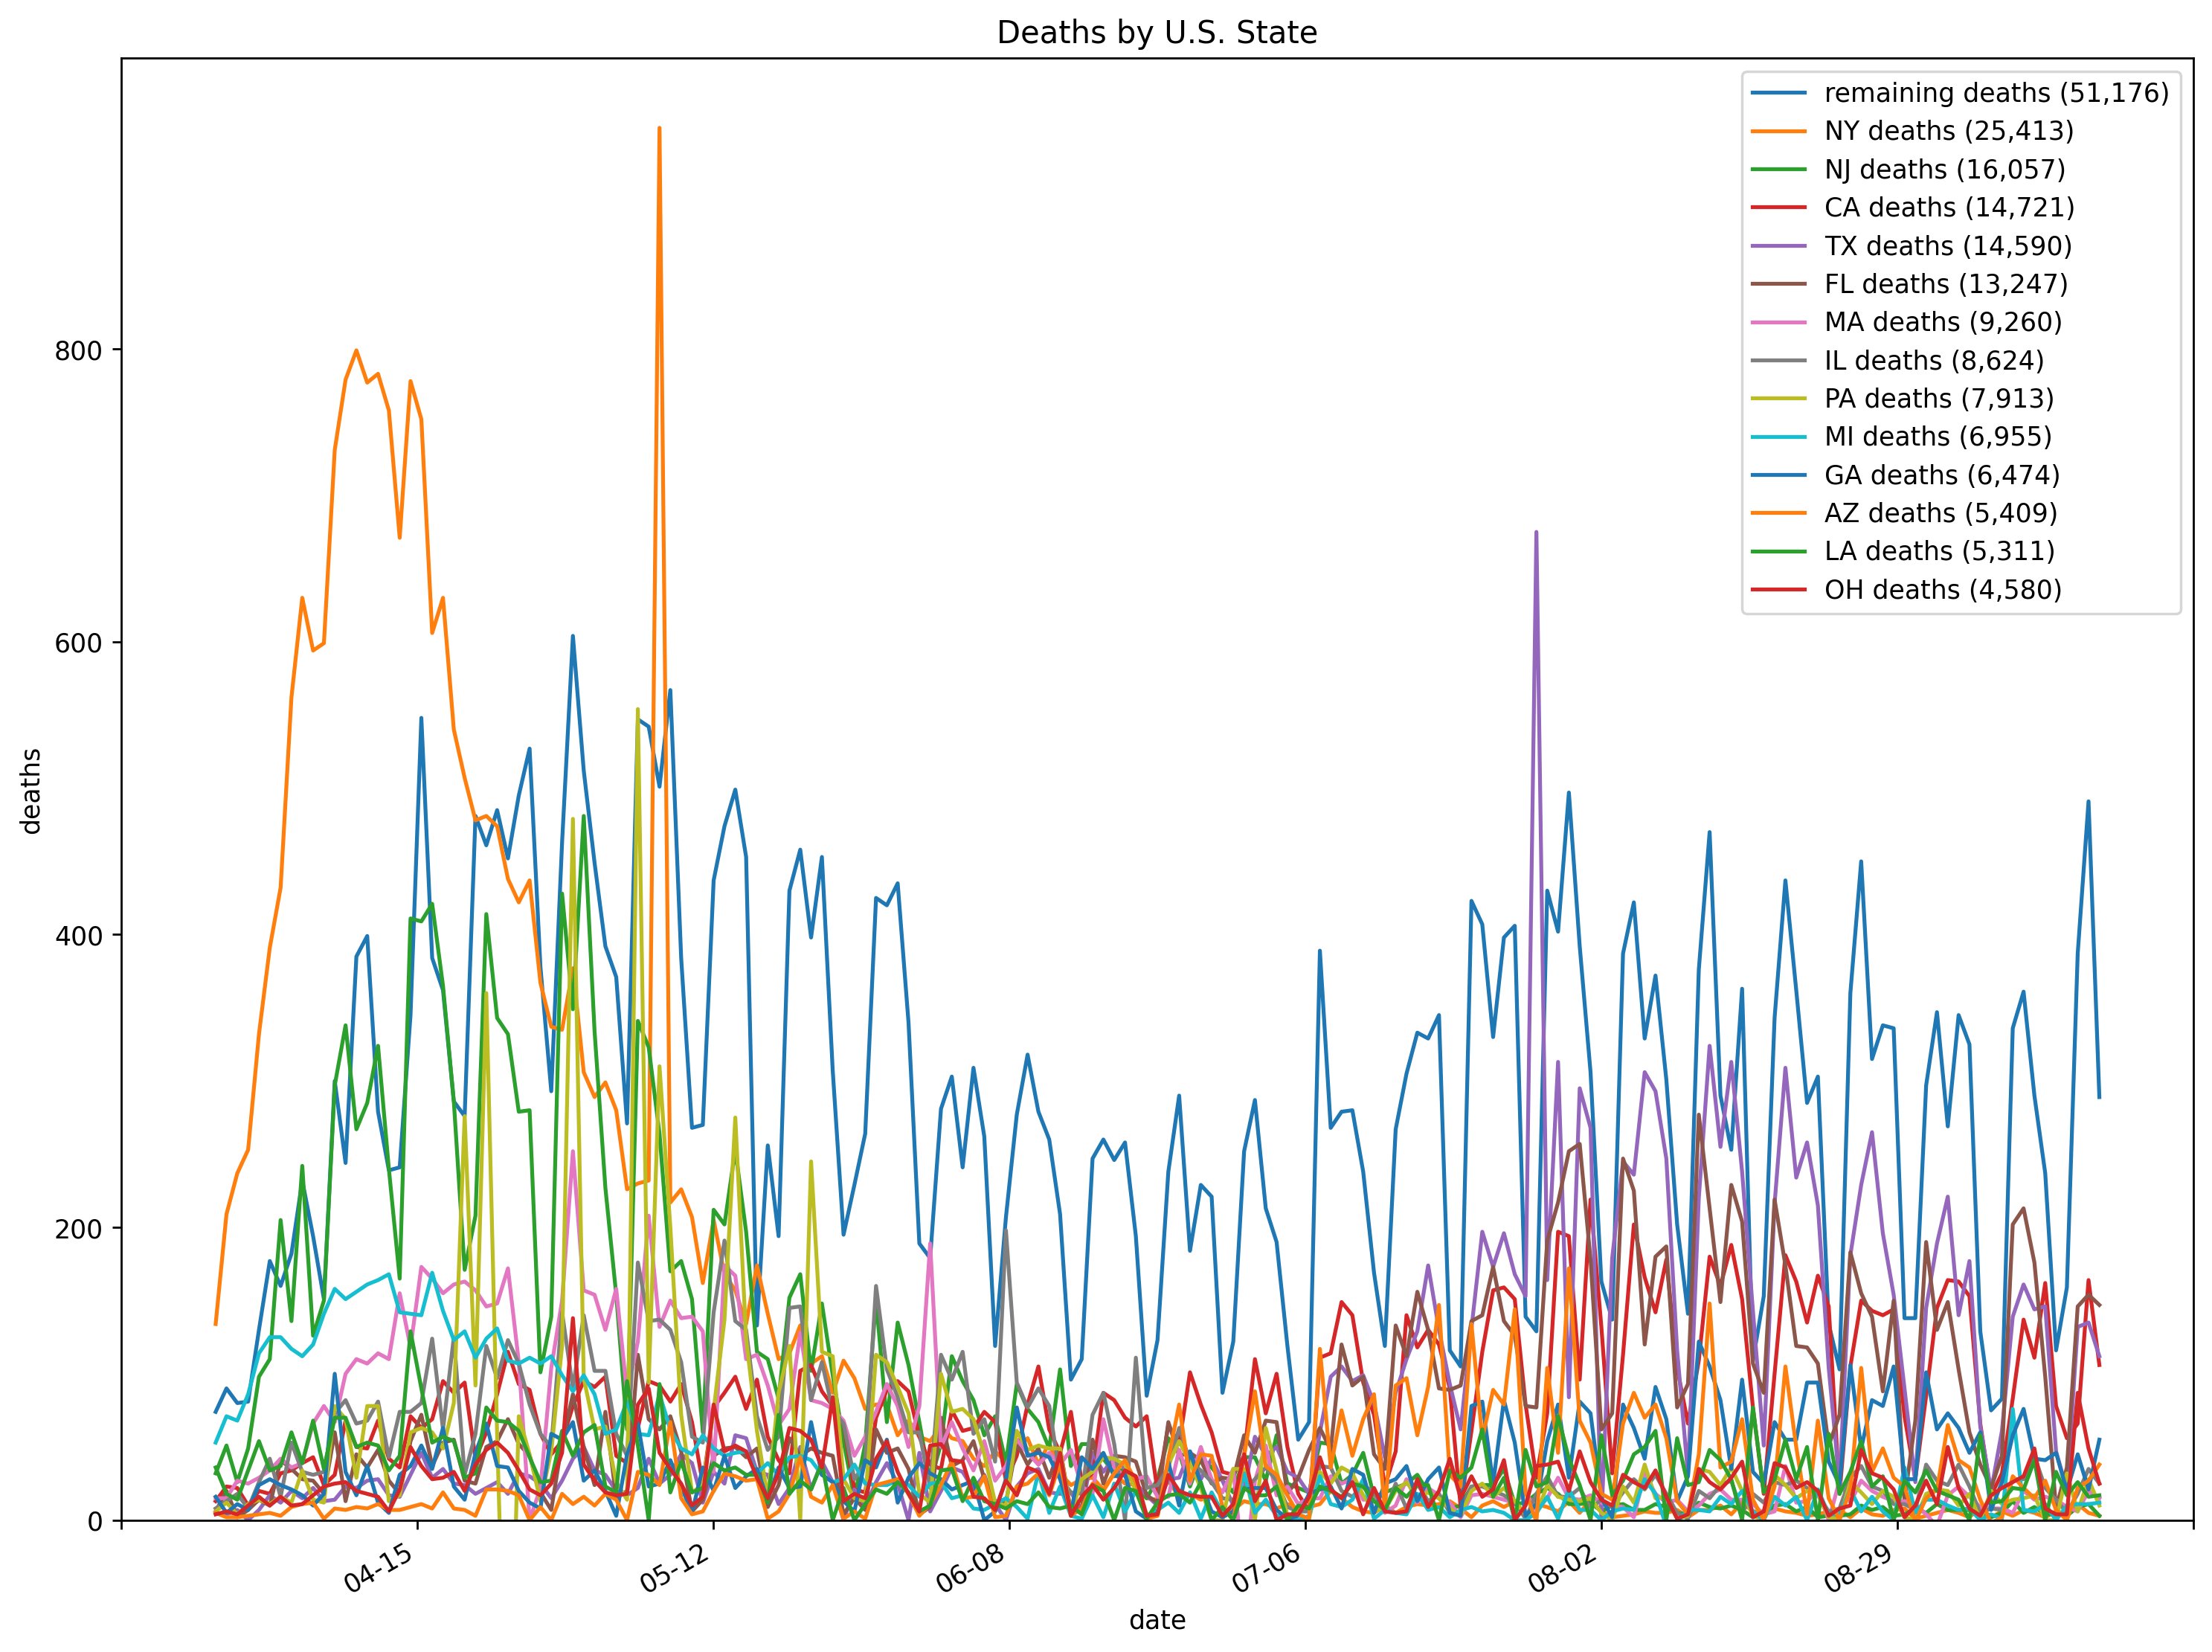 Deaths by U.S. State
remaining deaths (51,176)
NY deaths (25,413)
NJ deaths (16,057)
CA deaths (14,721)
TX deaths (14,590)
FL deaths (13,247)
MA deaths (9,260)
IL deaths (8,624)
PA deaths (7,913)
MI deaths (6,955)
GA deaths (6,474)
AZ deaths (5,409)
LA deaths (5,311)
OH deaths (4,580)
deaths
800
600
400
200
0
04-15
05-12
06-08
07-06
08-02
08-29
date